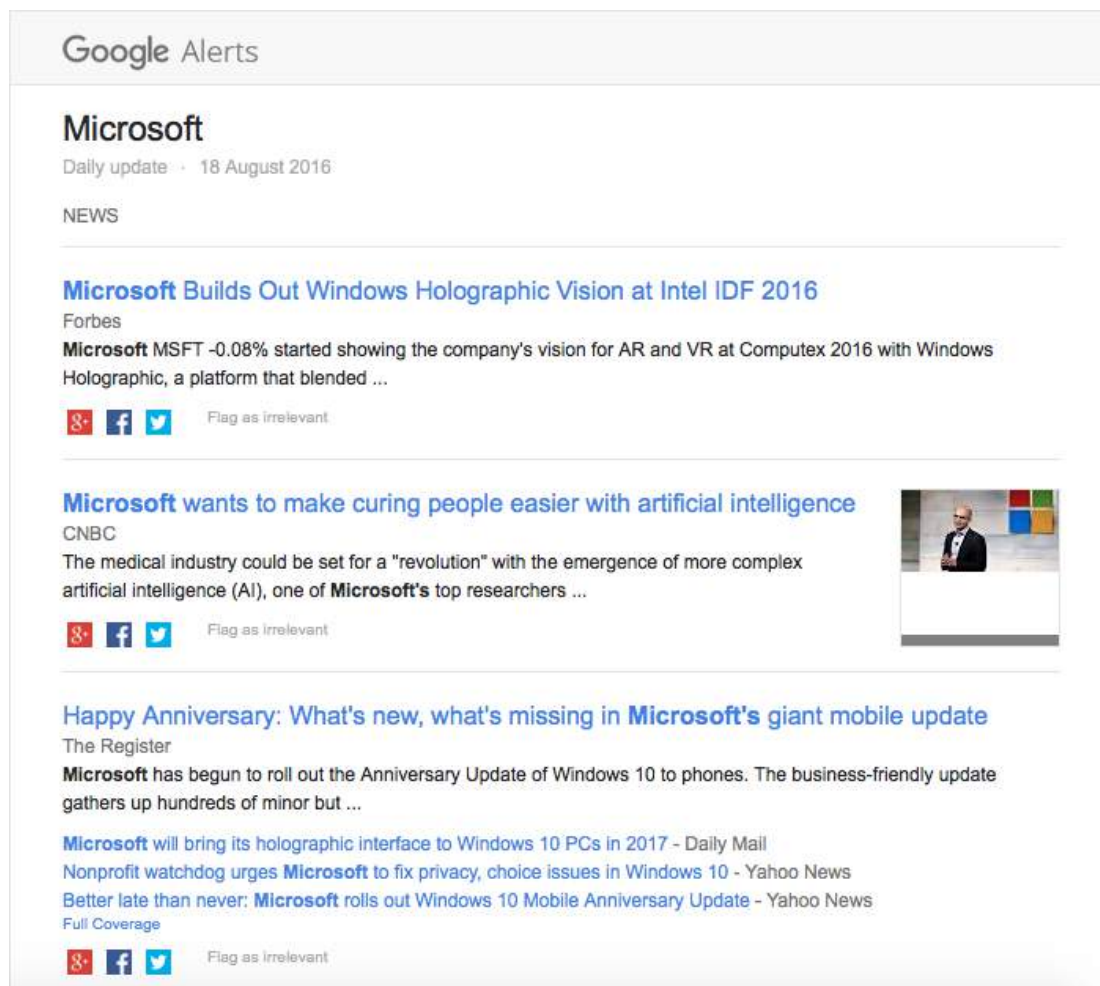 Google Alerts
Microsoft
Daily update · 18 August 2016
NEWS
Microsoft Builds Out Windows Holographic Vision at Intel IDF 2016
Forbes
Microsoft MSFT -0.08% started showing the company's vision for AR and VR at Computex 2016 with Windows
Holographic, a platform that blended ...
8+ f Flag as irrelevant
Microsoft wants to make curing people easier with artificial intelligence
CNBC
The medical industry could be set for a "revolution" with the emergence of more complex
artificial intelligence (AI), one of Microsoft's top researchers ...
8+ f Flag as irrelevant
Happy Anniversary: What's new, what's missing in Microsoft's giant mobile update
The Register
Microsoft has begun to roll out the Anniversary Update of Windows 10 to phones. The business-friendly update
gathers up hundreds of minor but ...
Microsoft will bring its holographic interface to Windows 10 PCs in 2017 - Daily Mail
Nonprofit watchdog urges Microsoft to fix privacy, choice issues in Windows 10 - Yahoo News
Better late than never: Microsoft rolls out Windows 10 Mobile Anniversary Update - Yahoo News
Full Coverage
8+ f Flag as irrelevant